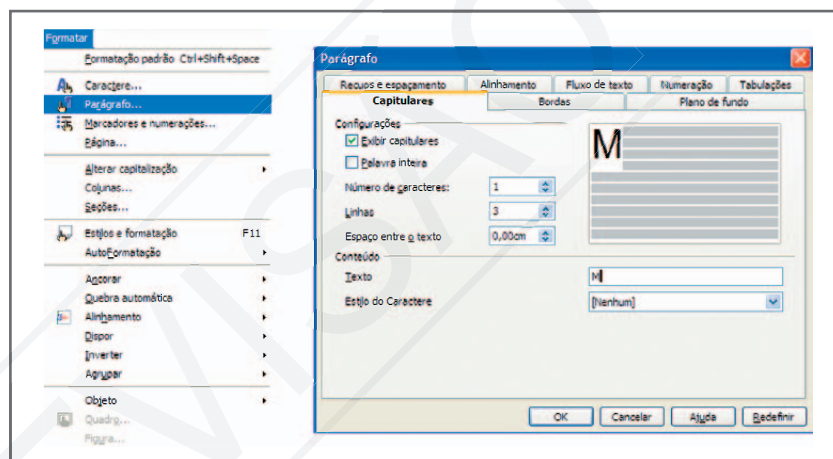 Formatar
Formatação padrão Ctrl+Shift+Space
Caractere...
Parágrafo...
Marcadores e numerações...
Página...
Alterar capitalização
Colunas...
Seções...
Estilos e formatação F11
AutoFormatação
Ancorar
Quebra automática
Alinhamento
Dispor
Inverter
Agrupar
Objeto
Quadro...
Figura...
Parágrafo
Recuos e espaçamento Alinhamento Fluxo de texto Numeração Tabulações
Capitulares Bordas Plano de fundo
Configurações
Exibir capitulares
Palavra inteira
Número de caracteres: 1
Linhas 3
Espaço entre o texto 0,00cm
M
Conteúdo
Texto M
Estilo do Caractere [Nenhum]
OK Cancelar Ajuda Redefinir